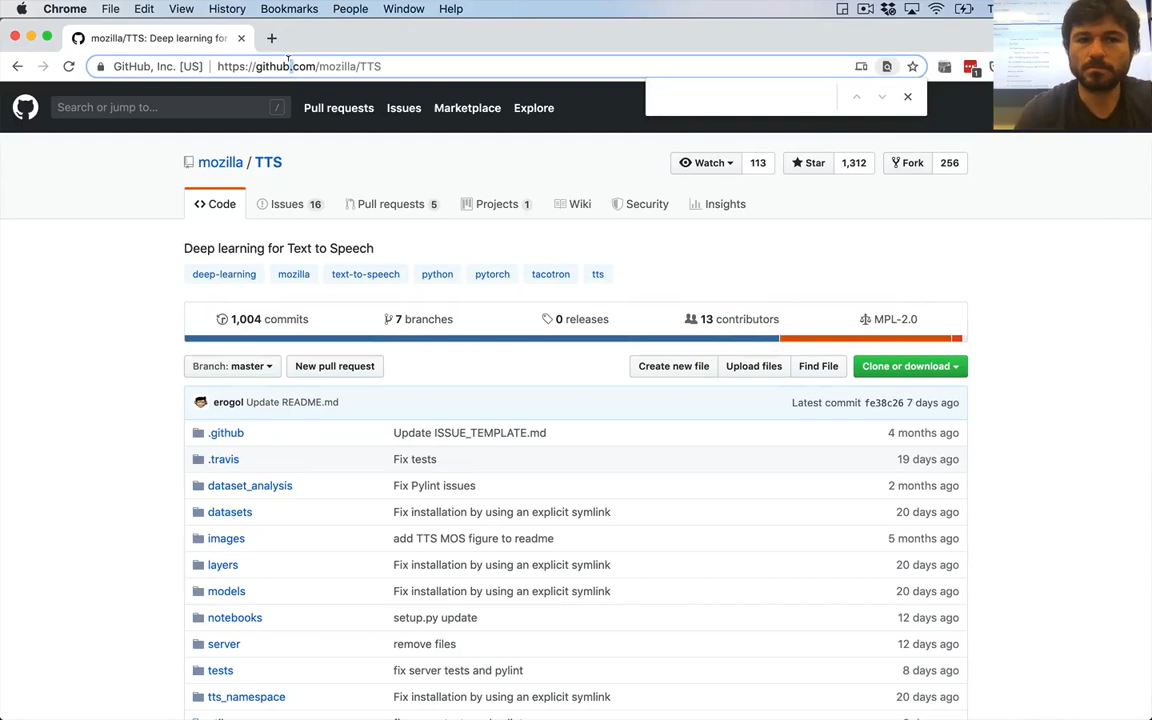 Chrome File Edit View History Bookmarks People Window Help
mozilla/TTS: Deep learning for
GitHub, Inc. [US] https://github.com/mozilla/TTS
1
Search or jump to... /
Pull requests Issues Marketplace Explore
mozilla / TTS
Watch 113 Star 1,312 Fork 256
Code Issues 16 Pull requests 5 Projects 1 Wiki Security Insights
Deep learning for Text to Speech
deep-learning mozilla text-to-speech python pytorch tacotron tts
1,004 commits 7 branches 0 releases 13 contributors MPL-2.0
Branch: master New pull request Create new file Upload files Find File Clone or download
erogol Update README.md Latest commit fe38c26 7 days ago
.github Update ISSUE_TEMPLATE.md 4 months ago
.travis Fix tests 19 days ago
dataset_analysis Fix Pylint issues 2 months ago
datasets Fix installation by using an explicit symlink 20 days ago
images add TTS MOS figure to readme 5 months ago
layers Fix installation by using an explicit symlink 20 days ago
models Fix installation by using an explicit symlink 20 days ago
notebooks setup.py update 12 days ago
server remove files 12 days ago
tests fix server tests and pylint 8 days ago
tts_namespace Fix installation by using an explicit symlink 20 days ago